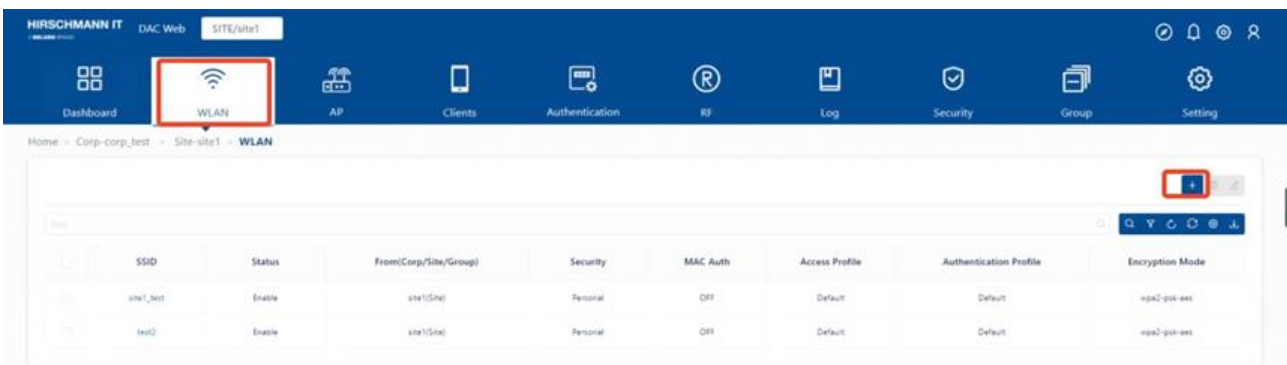 HIRSCHMANN IT DAC Web SITE/site1
A BELDEN BRAND
Dashboard WLAN AP Clients Authentication RF Log Security Group Setting
Home > Corp-corp_test > Site-site1 > WLAN
SSID Status From(Corp/Site/Group) Security MAC Auth Access Profile Authentication Profile Encryption Mode
site1_test Enable site1(Site) Personal OFF Default Default wpa2-psk-aes
test2 Enable site1(Site) Personal OFF Default Default wpa2-psk-aes